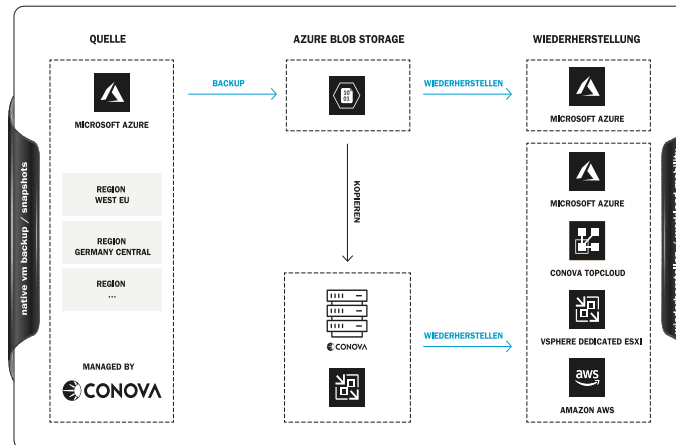 QUELLE
AZURE BLOB STORAGE
WIEDERHERSTELLUNG
MICROSOFT AZURE
BACKUP
10
01
WIEDERHERSTELLEN
MICROSOFT AZURE
native vm backup / snapshots
REGION
WEST EU
REGION
GERMANY CENTRAL
REGION
...
MANAGED BY
CONOVA
KOPIEREN
CONOVA
WIEDERHERSTELLEN
MICROSOFT AZURE
CONOVA TOPCLOUD
VSPHERE DEDICATED ESXI
aws
AMAZON AWS